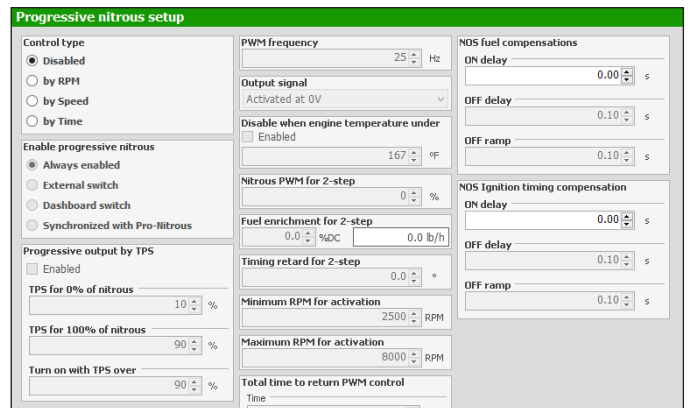 Progressive nitrous setup
Control type
Disabled
by RPM
by Speed
by Time
Enable progressive nitrous
Always enabled
External switch
Dashboard switch
Synchronized with Pro-Nitrous
Progressive output by TPS
Enabled
TPS for 0% of nitrous
10 %
TPS for 100% of nitrous
90 %
Turn on with TPS over
90 %
PWM frequency
25 Hz
Output signal
Activated at 0V
Disable when engine temperature under
Enabled
167 ºF
Nitrous PWM for 2-step
0 %
Fuel enrichment for 2-step
0.0 %DC 0.0 lb/h
Timing retard for 2-step
0.0 °
Minimum RPM for activation
2500 RPM
Maximum RPM for activation
8000 RPM
Total time to return PWM control
Time
NOS fuel compensations
ON delay
0.00 s
OFF delay
0.10 s
OFF ramp
0.10 s
NOS Ignition timing compensation
ON delay
0.00 s
OFF delay
0.10 s
OFF ramp
0.10 s